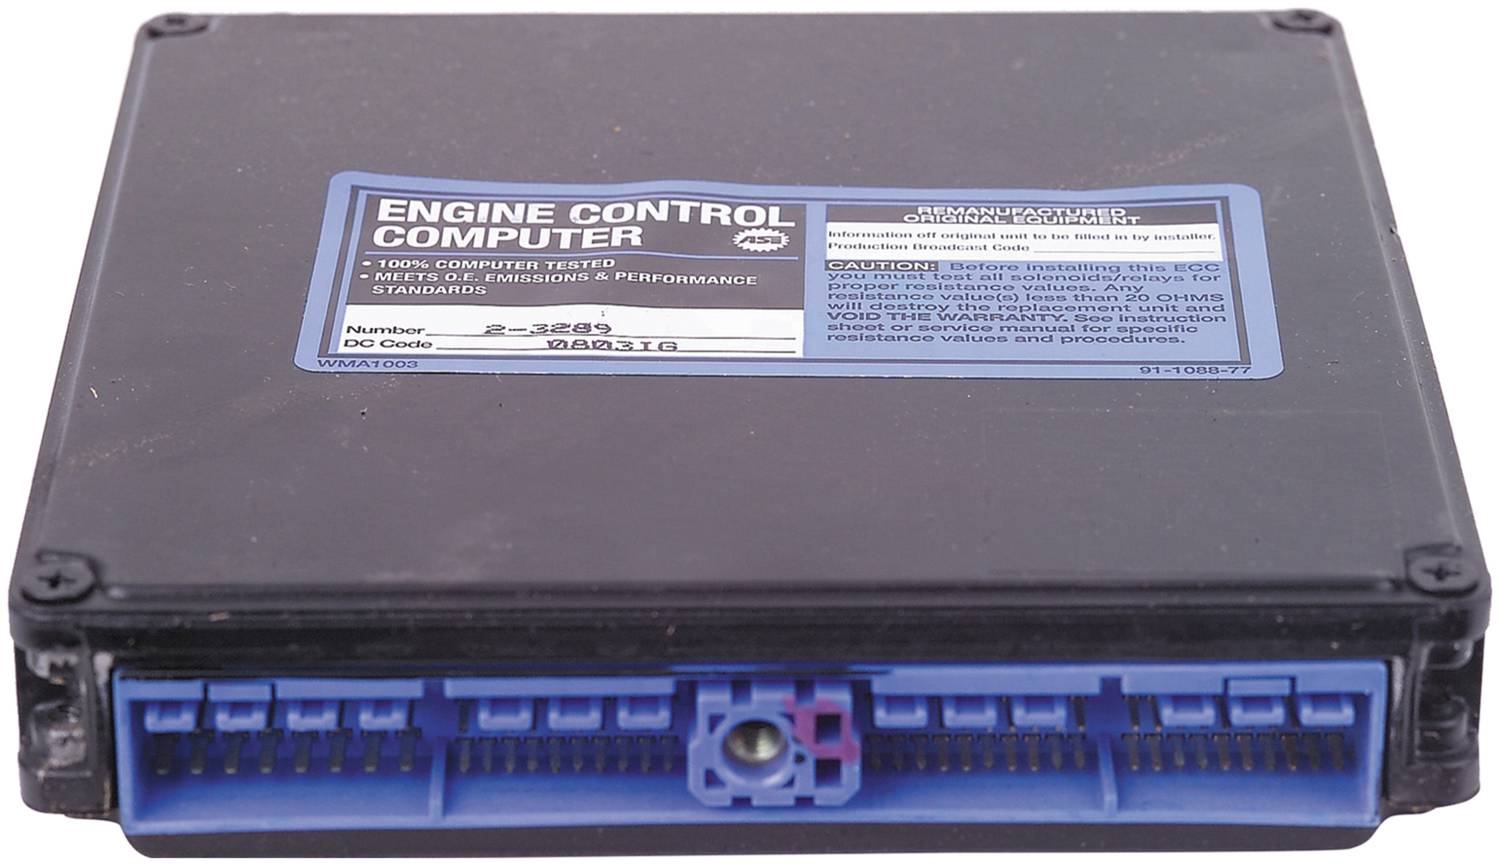 ENGINE CONTROL
COMPUTER
ASE
• 100% COMPUTER TESTED
• MEETS O.E. EMISSIONS & PERFORMANCE
STANDARDS
Number 2-3289
DC Code 0803IG
WMA1003
REMANUFACTURED
ORIGINAL EQUIPMENT
Information off original unit to be filled in by installer.
Production Broadcast Code
CAUTION: Before installing this ECC
you must test all solenoids/relays for
proper resistance values. Any
resistance value(s) less than 20 OHMS
will destroy the replacement unit and
VOID THE WARRANTY. See instruction
sheet or service manual for specific
resistance values and procedures.
91-1088-77